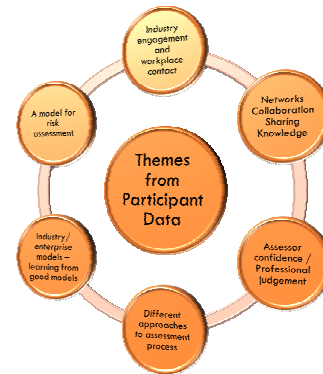 Industry
engagement
and
workplace
contact
Networks
Collaboration
Sharing
Knowledge
Assessor
confidence /
Professional
Judgement
Different
approaches to
assessment
process
Industry/
enterprise
models –
learning from
good models
A model for
risk
assessment
Themes
from
Participant
Data